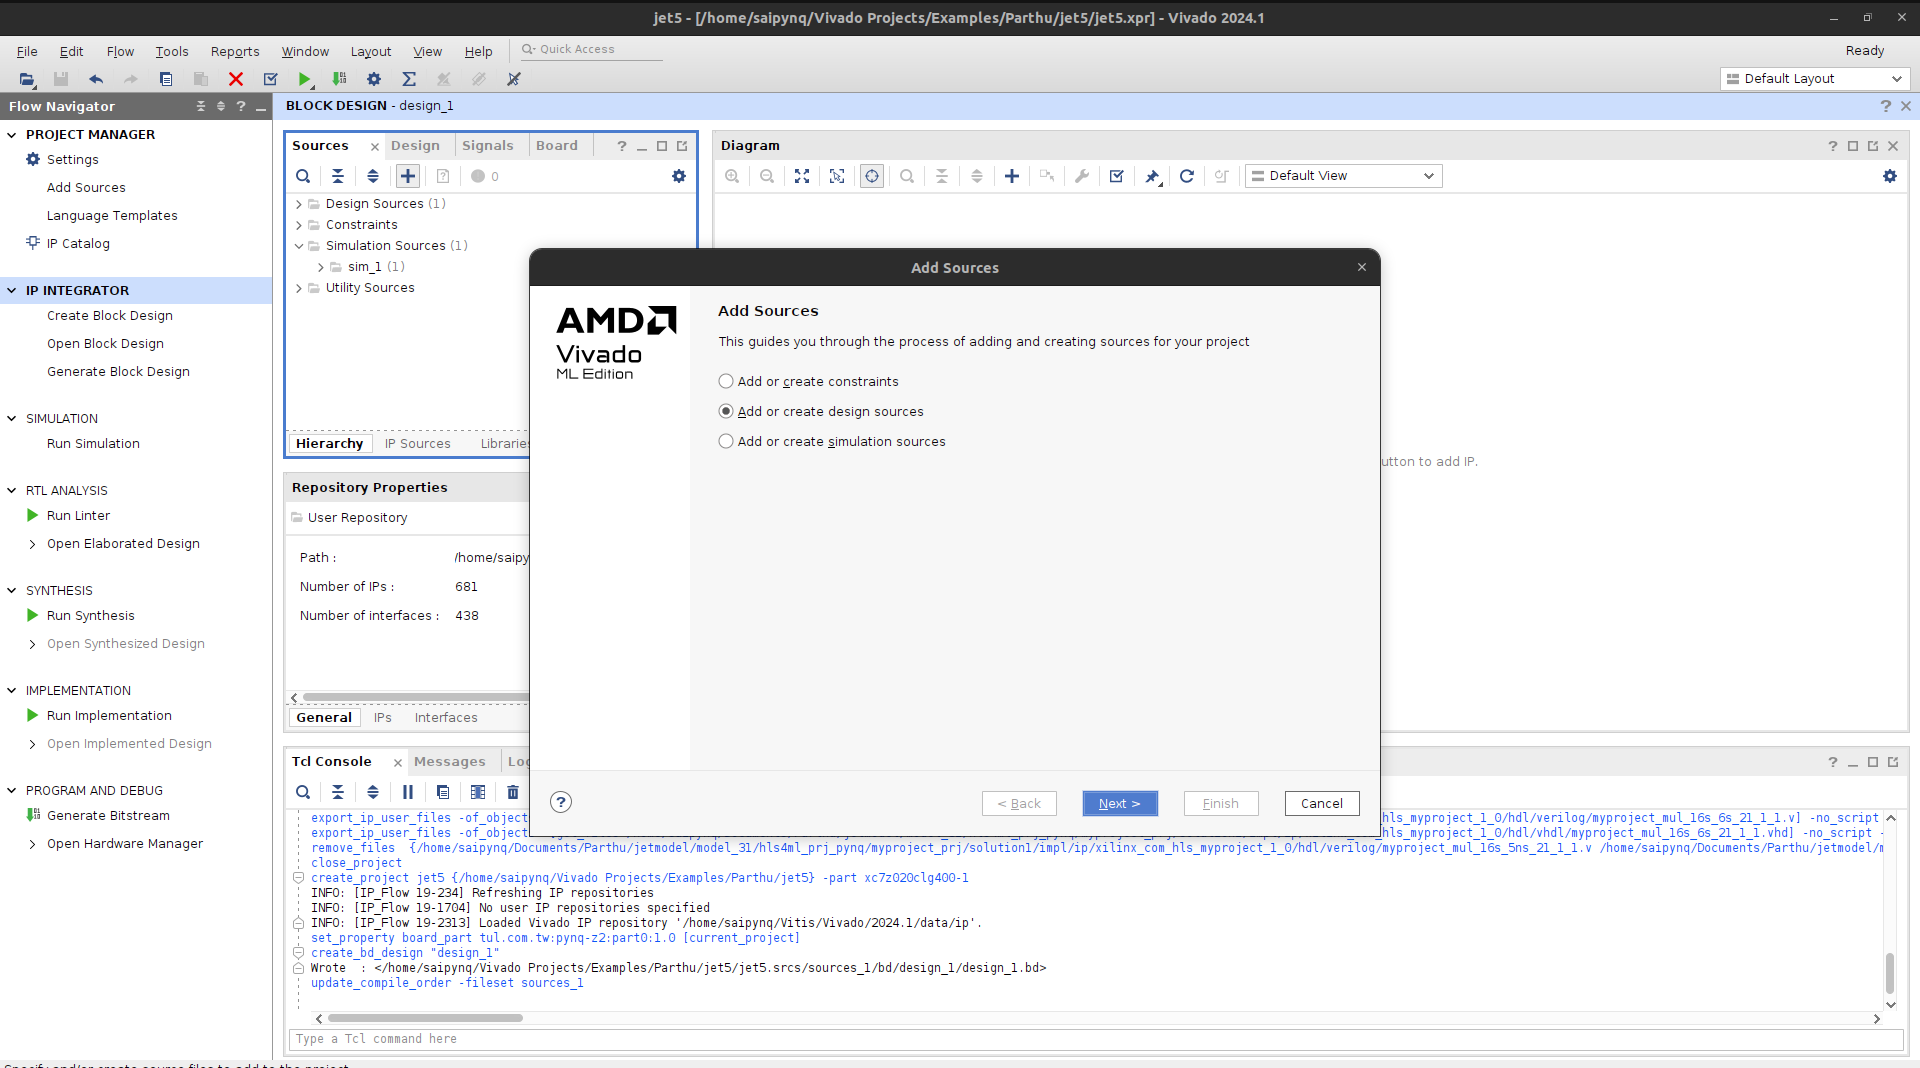 jet5 - [/home/saipynq/Vivado Projects/Examples/Parthu/jet5/jet5.xpr] - Vivado 2024.1
File Edit Flow Tools Reports Window Layout View Help Quick Access Ready
Default Layout
Flow Navigator
PROJECT MANAGER
Settings
Add Sources
Language Templates
IP Catalog
IP INTEGRATOR
Create Block Design
Open Block Design
Generate Block Design
SIMULATION
Run Simulation
RTL ANALYSIS
Run Linter
Open Elaborated Design
SYNTHESIS
Run Synthesis
Open Synthesized Design
IMPLEMENTATION
Run Implementation
Open Implemented Design
PROGRAM AND DEBUG
Generate Bitstream
Open Hardware Manager
BLOCK DESIGN - design_1
Sources Design Signals Board
0
Design Sources (1)
Constraints
Simulation Sources (1)
sim_1 (1)
Utility Sources
Hierarchy IP Sources Libraries
Repository Properties
User Repository
Path : /home/saipy
Number of IPs : 681
Number of interfaces : 438
General IPs Interfaces
Diagram
Default View
utton to add IP.
Add Sources
AMD
Vivado
ML Edition
Add Sources
This guides you through the process of adding and creating sources for your project
Add or create constraints
Add or create design sources
Add or create simulation sources
? < Back Next > Finish Cancel
Tcl Console Messages Log
export_ip_user_files -of_object hls_myproject_1_0/hdl/verilog/myproject_mul_16s_6s_21_1_1.v] -no_script
export_ip_user_files -of_object hls_myproject_1_0/hdl/vhdl/myproject_mul_16s_6s_21_1_1.vhd] -no_script -
remove_files {/home/saipynq/Documents/Parthu/jetmodel/model_31/hls4ml_prj_pynq/myproject_prj/solution1/impl/ip/xilinx_com_hls_myproject_1_0/hdl/verilog/myproject_mul_16s_5ns_21_1_1.v /home/saipynq/Documents/Parthu/jetmodel/m
close_project
create_project jet5 {/home/saipynq/Vivado Projects/Examples/Parthu/jet5} -part xc7z020clg400-1
INFO: [IP_Flow 19-234] Refreshing IP repositories
INFO: [IP_Flow 19-1704] No user IP repositories specified
INFO: [IP_Flow 19-2313] Loaded Vivado IP repository '/home/saipynq/Vitis/Vivado/2024.1/data/ip'.
set_property board_part tul.com.tw:pynq-z2:part0:1.0 [current_project]
create_bd_design "design_1"
Wrote : </home/saipynq/Vivado Projects/Examples/Parthu/jet5/jet5.srcs/sources_1/bd/design_1/design_1.bd>
update_compile_order -fileset sources_1
Type a Tcl command here
Specify and/or create source files to add to the project